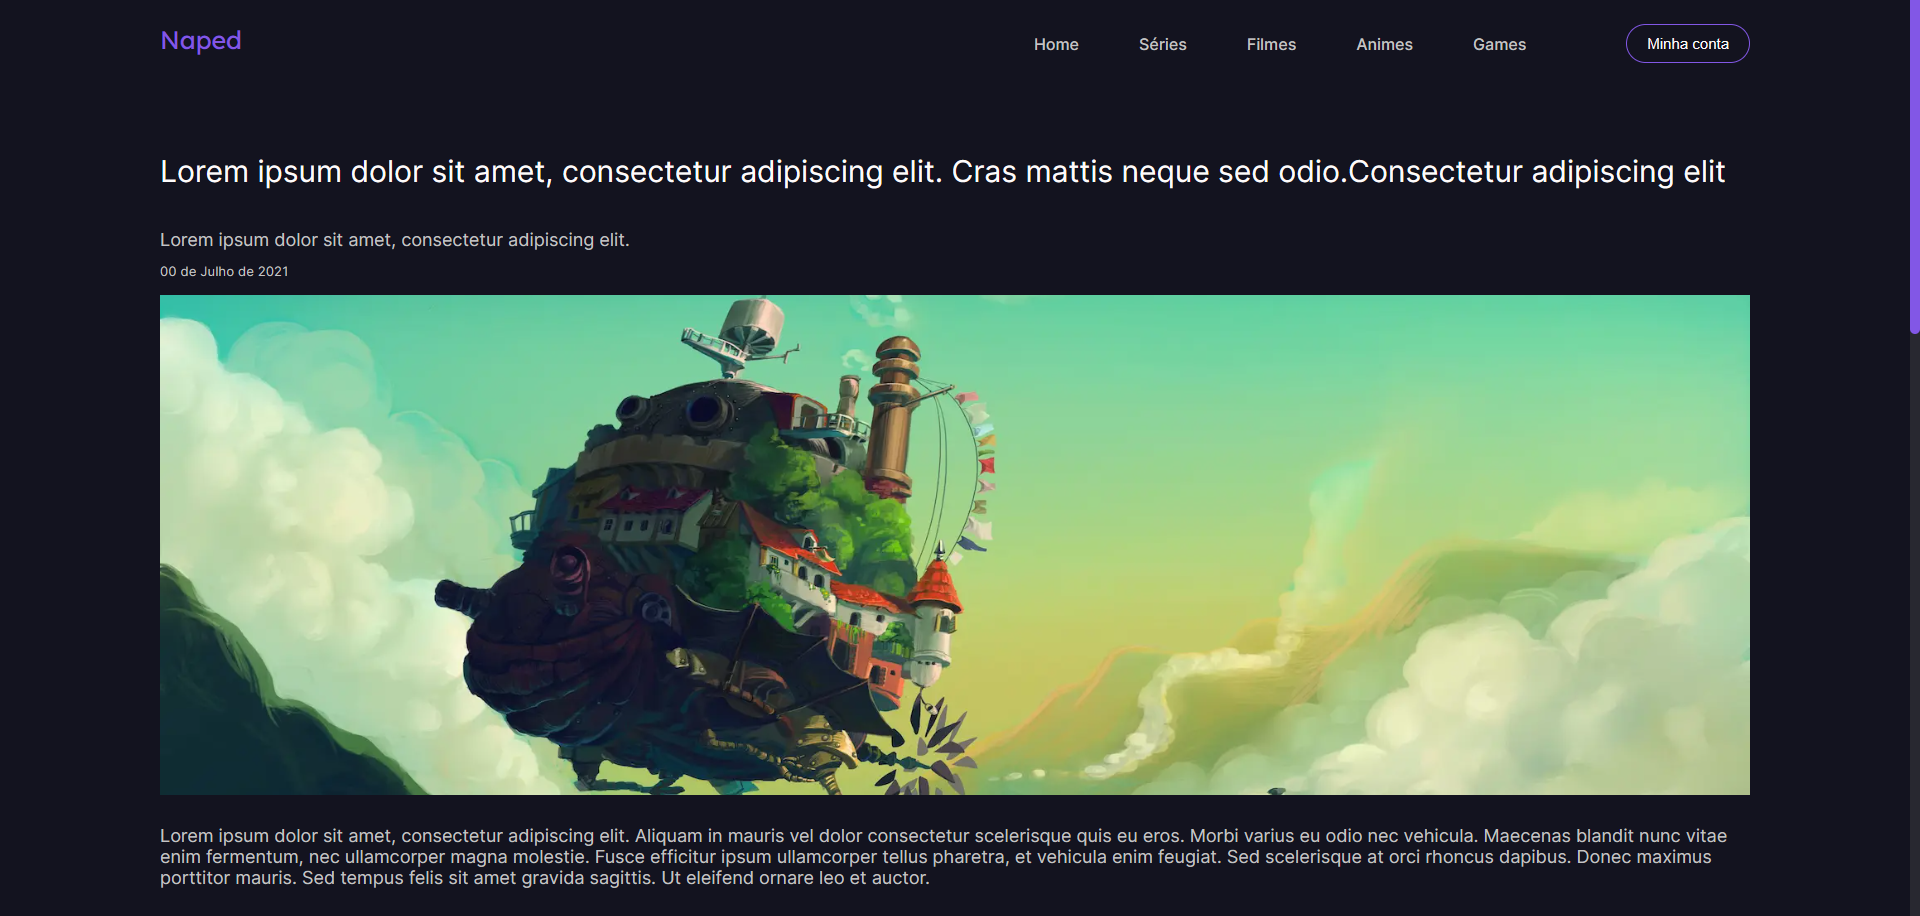 Naped
Home Séries Filmes Animes Games Minha conta
Lorem ipsum dolor sit amet, consectetur adipiscing elit. Cras mattis neque sed odio.Consectetur adipiscing elit
Lorem ipsum dolor sit amet, consectetur adipiscing elit.
00 de Julho de 2021
Lorem ipsum dolor sit amet, consectetur adipiscing elit. Aliquam in mauris vel dolor consectetur scelerisque quis eu eros. Morbi varius eu odio nec vehicula. Maecenas blandit nunc vitae
enim fermentum, nec ullamcorper magna molestie. Fusce efficitur ipsum ullamcorper tellus pharetra, et vehicula enim feugiat. Sed scelerisque at orci rhoncus dapibus. Donec maximus
porttitor mauris. Sed tempus felis sit amet gravida sagittis. Ut eleifend ornare leo et auctor.